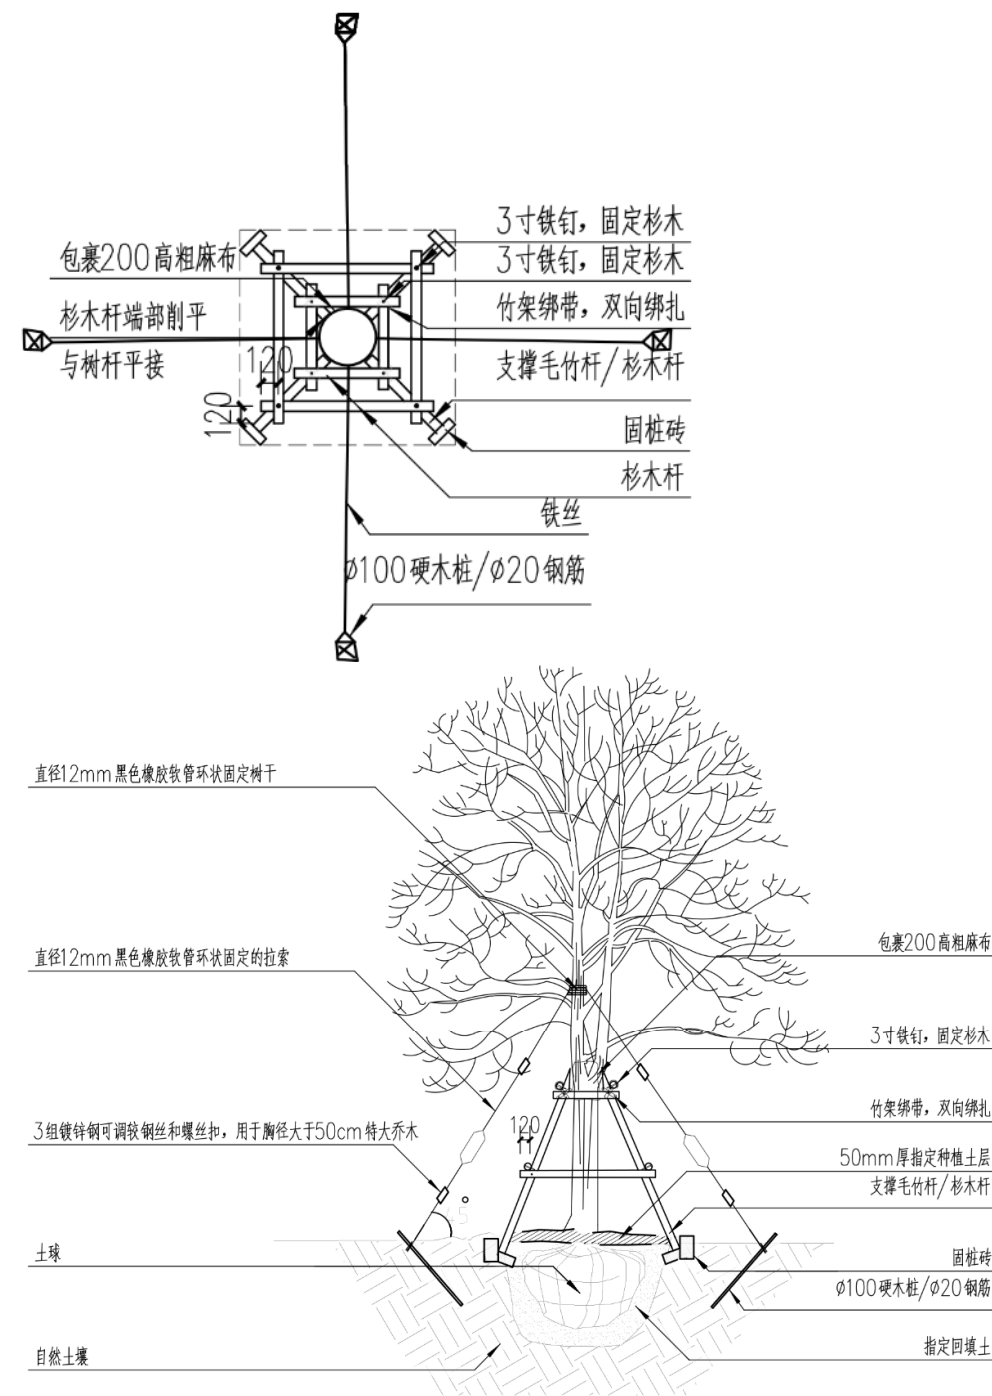 3寸铁钉，固定杉木
包裹200高粗麻布
3寸铁钉，固定杉木
杉木杆端部削平
竹架绑带，双向绑扎
与树杆平接
120
支撑毛竹杆/杉木杆
120
固桩砖
杉木杆
铁丝
ø100硬木桩/ø20钢筋
直径12mm黑色橡胶软管环状固定树干
包裹200高粗麻布
直径12mm黑色橡胶软管环状固定的拉索
3寸铁钉，固定杉木
竹架绑带，双向绑扎
3组镀锌钢可调较钢丝和螺丝扣，用于胸径大于50cm特大乔木
120
50mm厚指定种植土层
支撑毛竹杆/杉木杆
45°
土球
固桩砖
ø100硬木桩/ø20钢筋
指定回填土
自然土壤